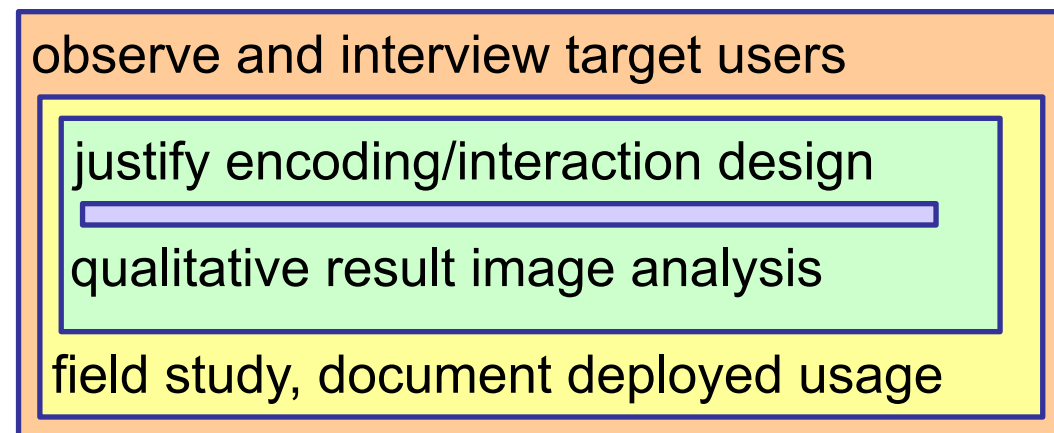 observe and interview target users
justify encoding/interaction design
qualitative result image analysis
field study, document deployed usage